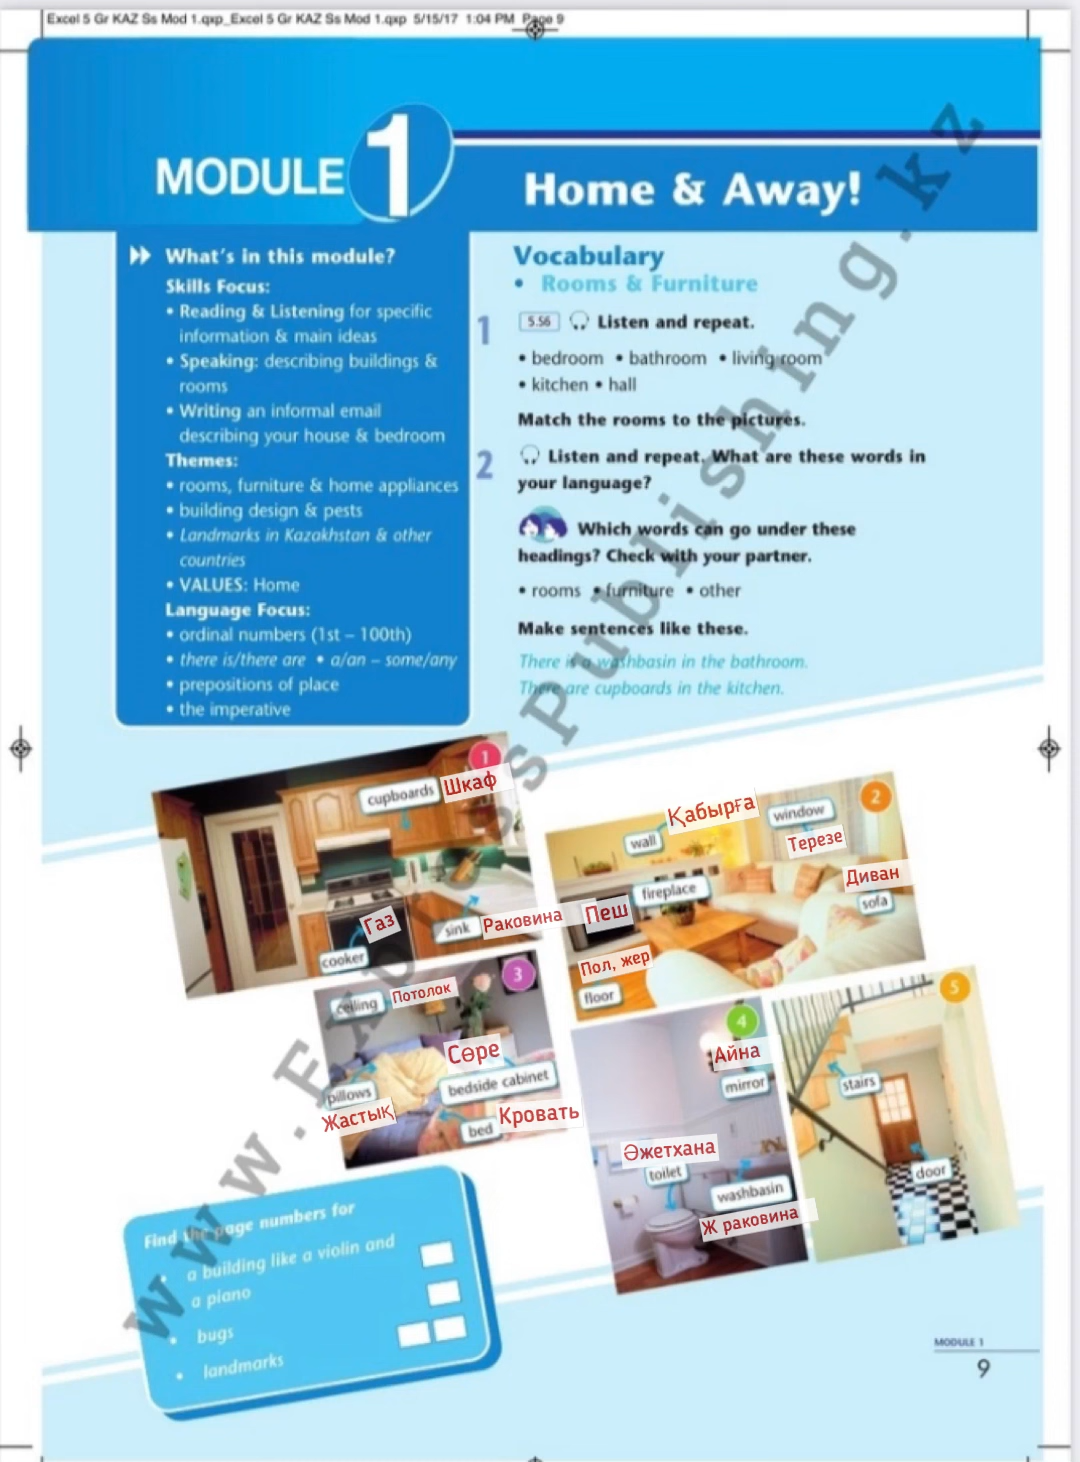 Excel 5 Gr KAZ Ss Mod 1.qxp_Excel 5 Gr KAZ Ss Mod 1.qxp 5/15/17 1:04 PM Page 9
MODULE 1
Home & Away!
What's in this module?
Skills Focus:
• Reading & Listening for specific
information & main ideas
• Speaking: describing buildings &
rooms
• Writing an informal email
describing your house & bedroom
Themes:
• rooms, furniture & home appliances
• building design & pests
• Landmarks in Kazakhstan & other
countries
• VALUES: Home
Language Focus:
• ordinal numbers (1st – 100th)
• there is/there are • a/an – some/any
• prepositions of place
• the imperative
Vocabulary
• Rooms & Furniture
1 5.56 Listen and repeat.
• bedroom • bathroom • living room
• kitchen • hall
Match the rooms to the pictures.
2 Listen and repeat. What are these words in
your language?
Which words can go under these
headings? Check with your partner.
• rooms • furniture • other
Make sentences like these.
There is a washbasin in the bathroom.
There are cupboards in the kitchen.
1
cupboards Шкаф
Газ
cooker
sink Раковина
2
Қабырға
wall
window
Терезе
Диван
sofa
fireplace
Пеш
Пол, жер
floor
3
ceiling Потолок
Сөре
bedside cabinet
pillows
Жастық
bed Кровать
4
Айна
mirror
Әжетхана
toilet
washbasin
Ж раковина
5
stairs
door
Find the page numbers for
• a building like a violin and
a piano
• bugs
• landmarks
MODULE 1
9
www.ExpressPublishing.kz